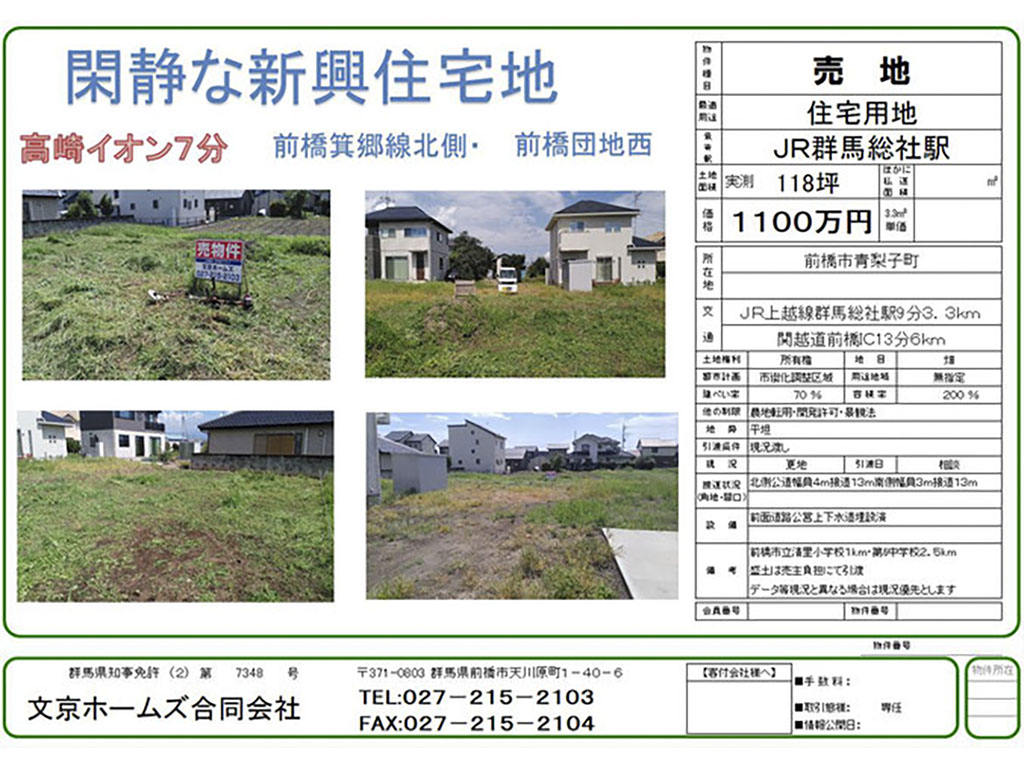 閑静な新興住宅地
高崎イオン7分 前橋箕郷線北側・ 前橋団地西
売物件
文京ホームズ
027-215-2103
物件種目 売 地
最適用途 住宅用地
最寄駅 JR群馬総社駅
土地面積 実測 118坪 ほかに私道面積 ㎡
価格 1100万円 3.3㎡単価
所在地 前橋市青梨子町
交通 JR上越線群馬総社駅9分3.3km
関越道前橋IC13分6km
土地権利 所有権 地目 畑
都市計画 市街化調整区域 用途地域 無指定
建ぺい率 70% 容積率 200%
他の制限 農地転用・開発許可・景観法
地勢 平坦
引渡条件 現況渡し
現況 更地 引渡日 相談
接道状況(角地・間口) 北側公道幅員4m接道13m南側幅員3m接道13m
設備 前面道路公営上下水道埋設済
備考 前橋市立清里小学校1km・第6中学校2.5km
盛土は売主負担にて引渡
データ等現況と異なる場合は現況優先とします
会員番号 物件番号
物件番号
群馬県知事免許(2)第 7348 号
文京ホームズ合同会社
〒371-0803 群馬県前橋市天川原町1-40-6
TEL:027-215-2103
FAX:027-215-2104
【客付会社様へ】
■手数料:
■取引態様: 専任
■情報公開日:
物件所在